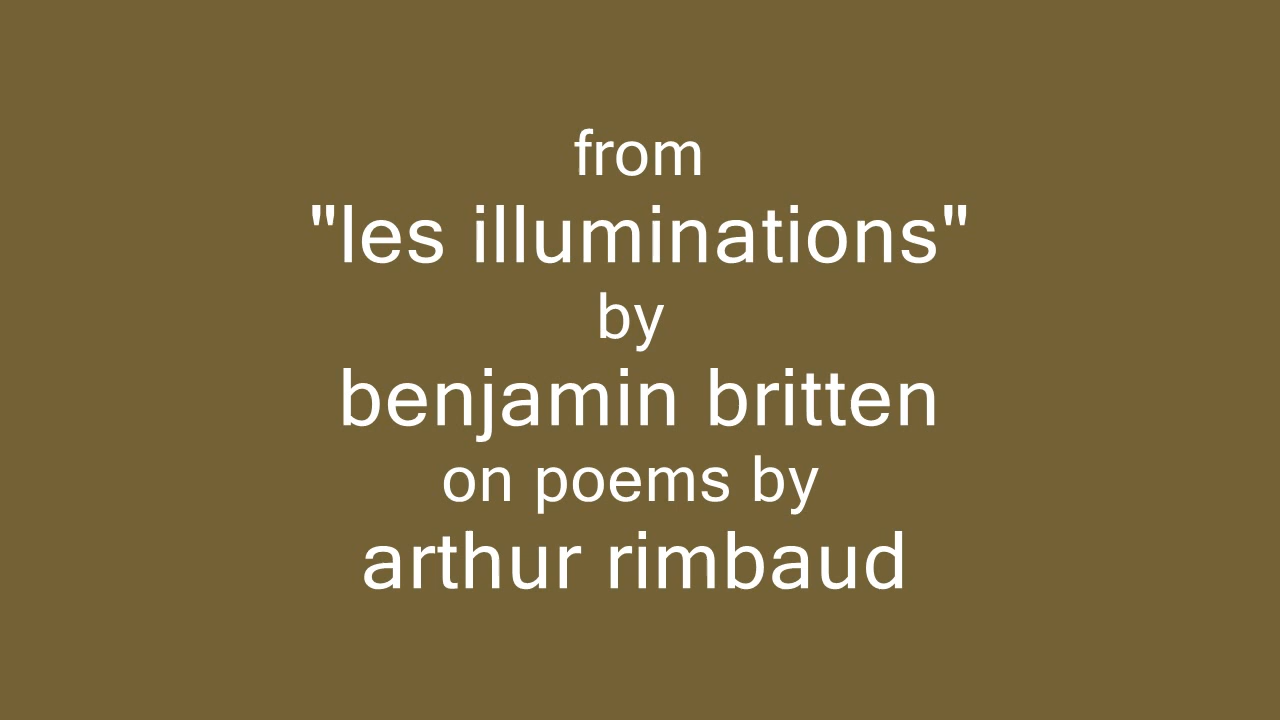 from
"les illuminations"
by
benjamin britten
on poems by
arthur rimbaud